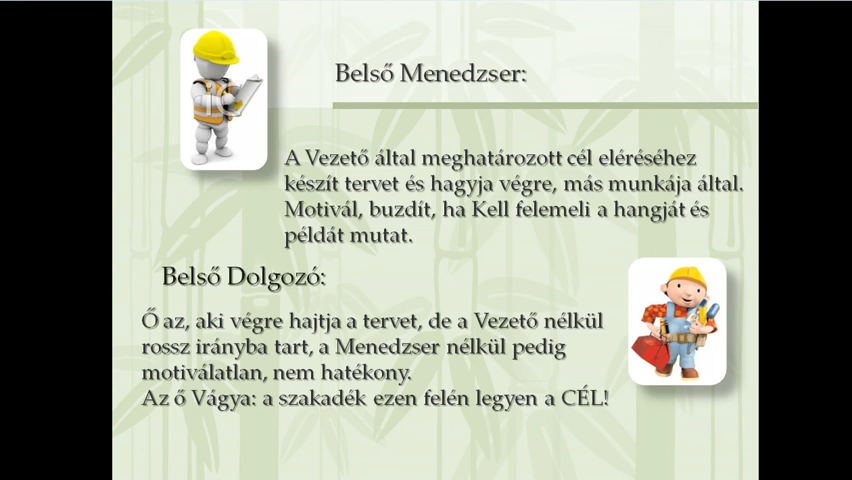 Belső Menedzser:
A Vezető által meghatározott cél eléréséhez
készít tervet és hagyja végre, más munkája által.
Motivál, buzdít, ha Kell felemeli a hangját és
példát mutat.
Belső Dolgozó:
Ő az, aki végre hajtja a tervet, de a Vezető nélkül
rossz irányba tart, a Menedzser nélkül pedig
motiválatlan, nem hatékony.
Az ő Vágya: a szakadék ezen felén legyen a CÉL!